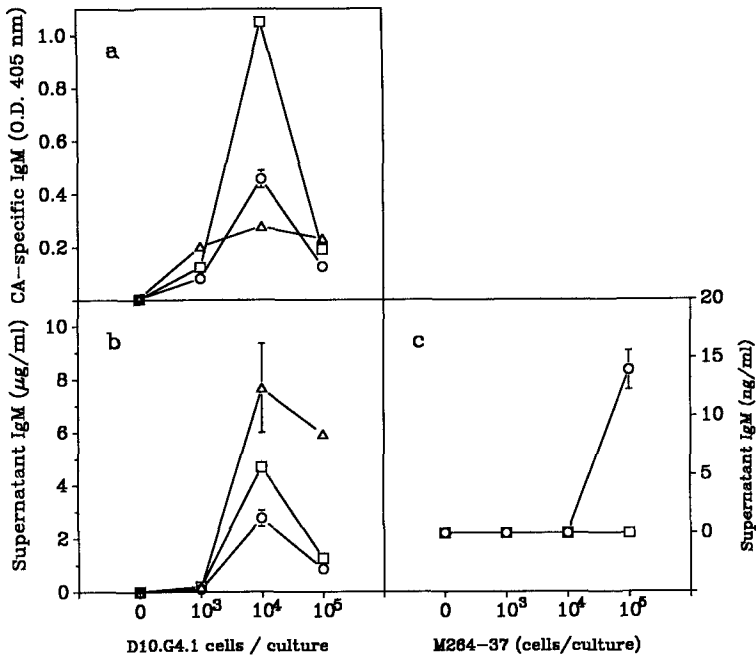 a
CA-specific IgM (O.D. 405 nm)
1.0
0.8
0.6
0.4
0.2
b
Supernatant IgM (μg/ml)
10
8
6
4
2
0
0 10³ 10⁴ 10⁵
D10.G4.1 cells / culture
c
20
15
10
5
0
Supernatant IgM (ng/ml)
0 10³ 10⁴ 10⁵
M264-37 (cells/culture)